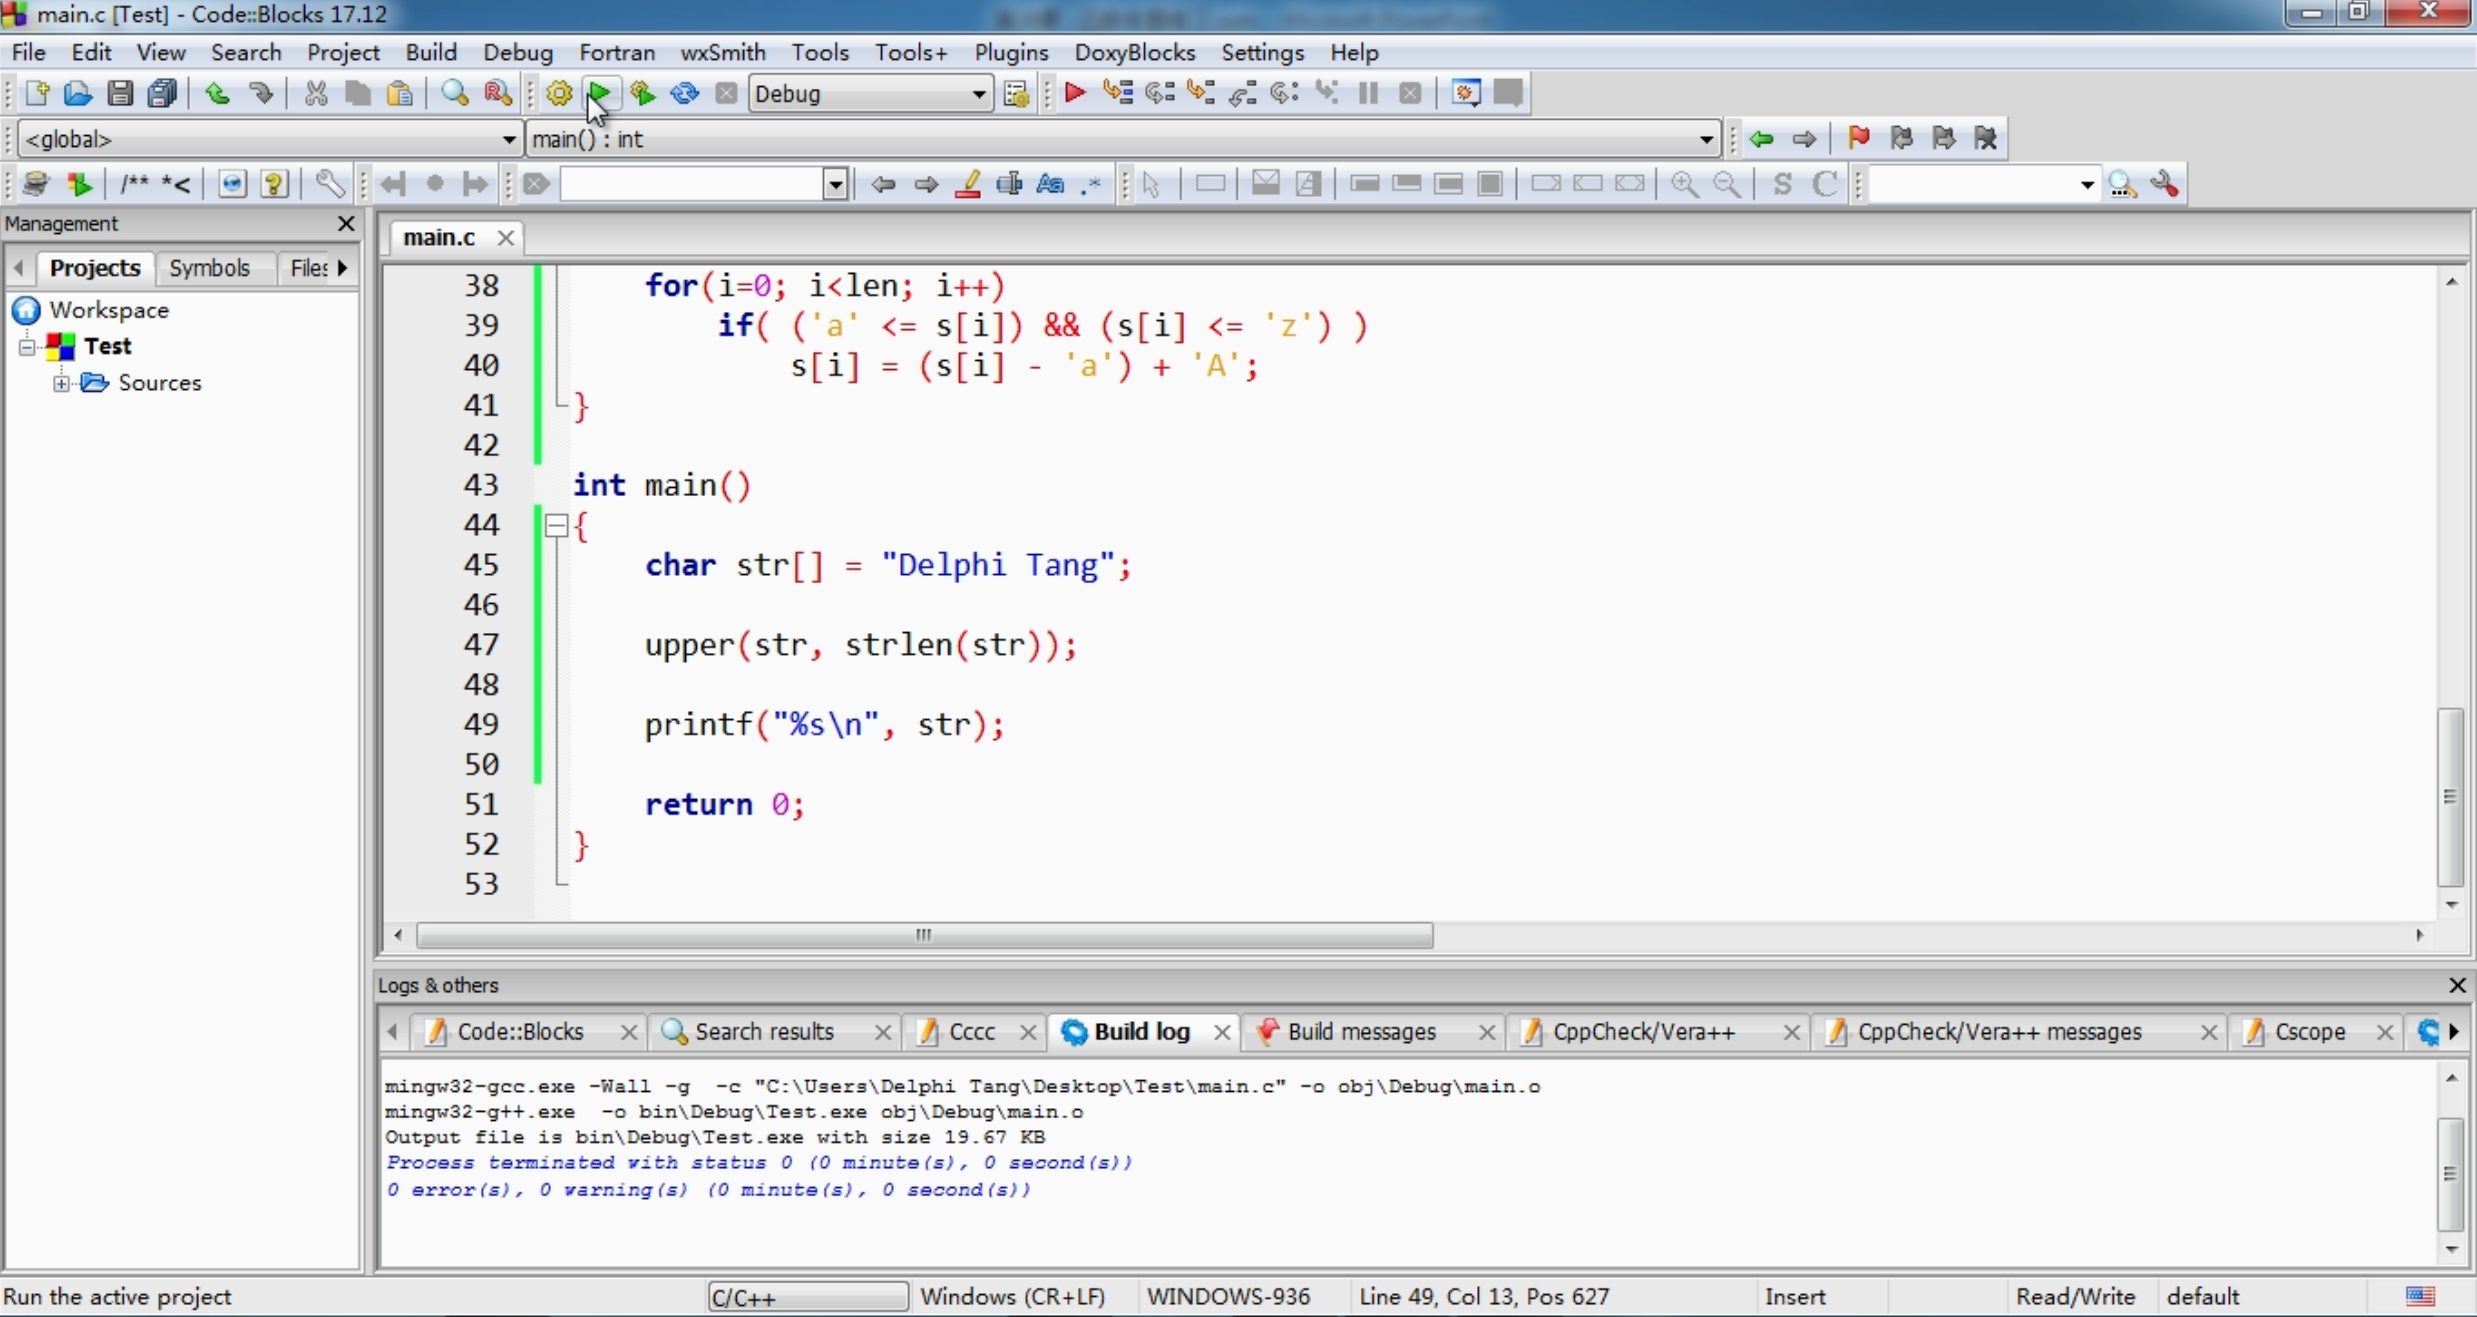 main.c [Test] - Code::Blocks 17.12
File Edit View Search Project Build Debug Fortran wxSmith Tools Tools+ Plugins DoxyBlocks Settings Help
Debug
<global> main() : int
/** *<
S C
Management
Projects Symbols Files
Workspace
Test
Sources
main.c
38 for(i=0; i<len; i++)
39 if( ('a' <= s[i]) && (s[i] <= 'z') )
40 s[i] = (s[i] - 'a') + 'A';
41 }
42
43 int main()
44 {
45 char str[] = "Delphi Tang";
46
47 upper(str, strlen(str));
48
49 printf("%s\n", str);
50
51 return 0;
52 }
53
Logs & others
Code::Blocks Search results Cccc Build log Build messages CppCheck/Vera++ CppCheck/Vera++ messages Cscope
mingw32-gcc.exe -Wall -g -c "C:\Users\Delphi Tang\Desktop\Test\main.c" -o obj\Debug\main.o
mingw32-g++.exe -o bin\Debug\Test.exe obj\Debug\main.o
Output file is bin\Debug\Test.exe with size 19.67 KB
Process terminated with status 0 (0 minute(s), 0 second(s))
0 error(s), 0 warning(s) (0 minute(s), 0 second(s))
Run the active project C/C++ Windows (CR+LF) WINDOWS-936 Line 49, Col 13, Pos 627 Insert Read/Write default